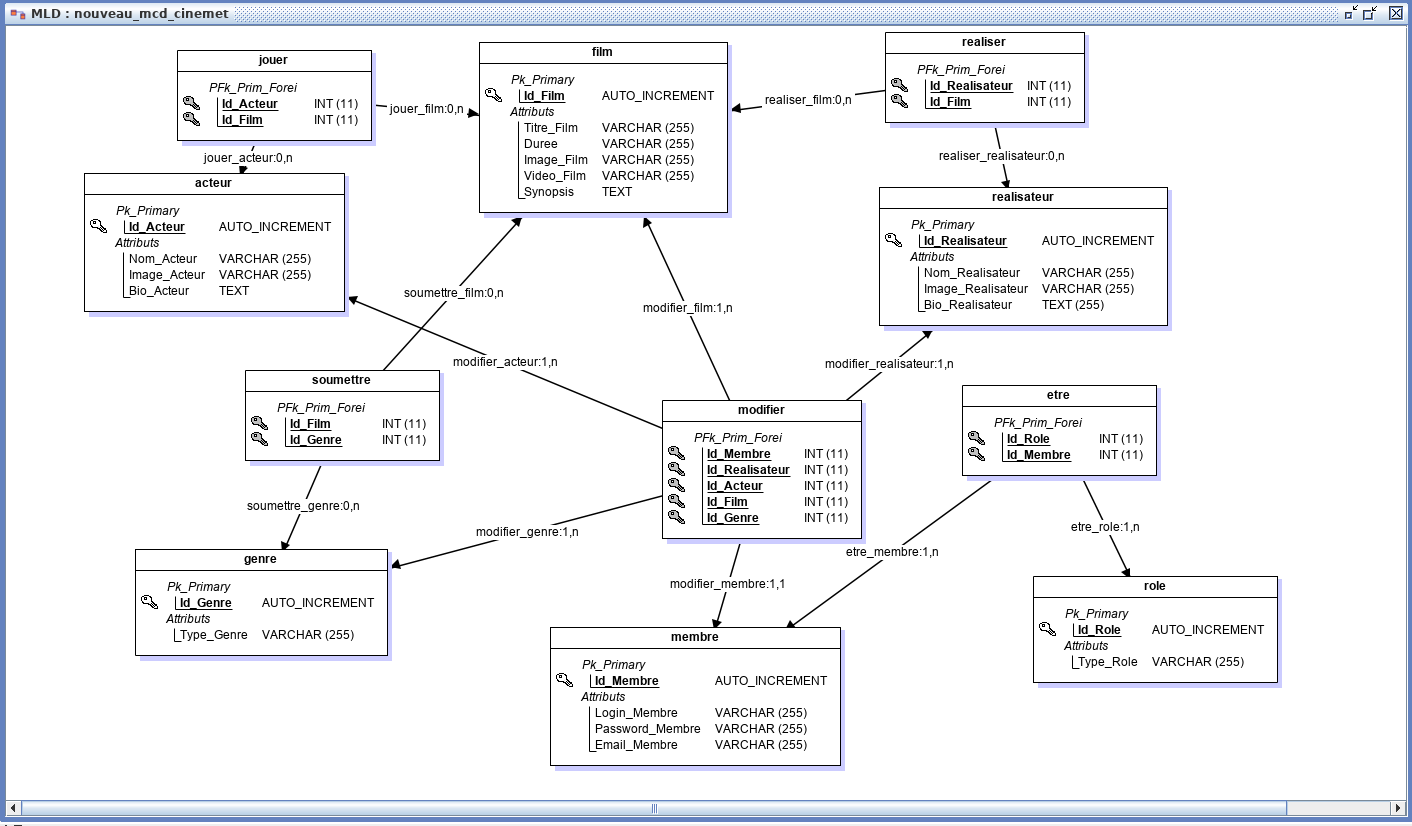 MLD : nouveau_mcd_cinemet
jouer
PFk_Prim_Forei
Id_Acteur INT (11)
Id_Film INT (11)
jouer_film:0,n
jouer_acteur:0,n
film
Pk_Primary
Id_Film AUTO_INCREMENT
Attributs
Titre_Film VARCHAR (255)
Duree VARCHAR (255)
Image_Film VARCHAR (255)
Video_Film VARCHAR (255)
Synopsis TEXT
realiser
PFk_Prim_Forei
Id_Realisateur INT (11)
Id_Film INT (11)
realiser_film:0,n
realiser_realisateur:0,n
acteur
Pk_Primary
Id_Acteur AUTO_INCREMENT
Attributs
Nom_Acteur VARCHAR (255)
Image_Acteur VARCHAR (255)
Bio_Acteur TEXT
realisateur
Pk_Primary
Id_Realisateur AUTO_INCREMENT
Attributs
Nom_Realisateur VARCHAR (255)
Image_Realisateur VARCHAR (255)
Bio_Realisateur TEXT (255)
soumettre_film:0,n
modifier_film:1,n
modifier_acteur:1,n
modifier_realisateur:1,n
soumettre
PFk_Prim_Forei
Id_Film INT (11)
Id_Genre INT (11)
modifier
PFk_Prim_Forei
Id_Membre INT (11)
Id_Realisateur INT (11)
Id_Acteur INT (11)
Id_Film INT (11)
Id_Genre INT (11)
etre
PFk_Prim_Forei
Id_Role INT (11)
Id_Membre INT (11)
soumettre_genre:0,n
modifier_genre:1,n
modifier_membre:1,1
etre_membre:1,n
etre_role:1,n
genre
Pk_Primary
Id_Genre AUTO_INCREMENT
Attributs
Type_Genre VARCHAR (255)
membre
Pk_Primary
Id_Membre AUTO_INCREMENT
Attributs
Login_Membre VARCHAR (255)
Password_Membre VARCHAR (255)
Email_Membre VARCHAR (255)
role
Pk_Primary
Id_Role AUTO_INCREMENT
Attributs
Type_Role VARCHAR (255)